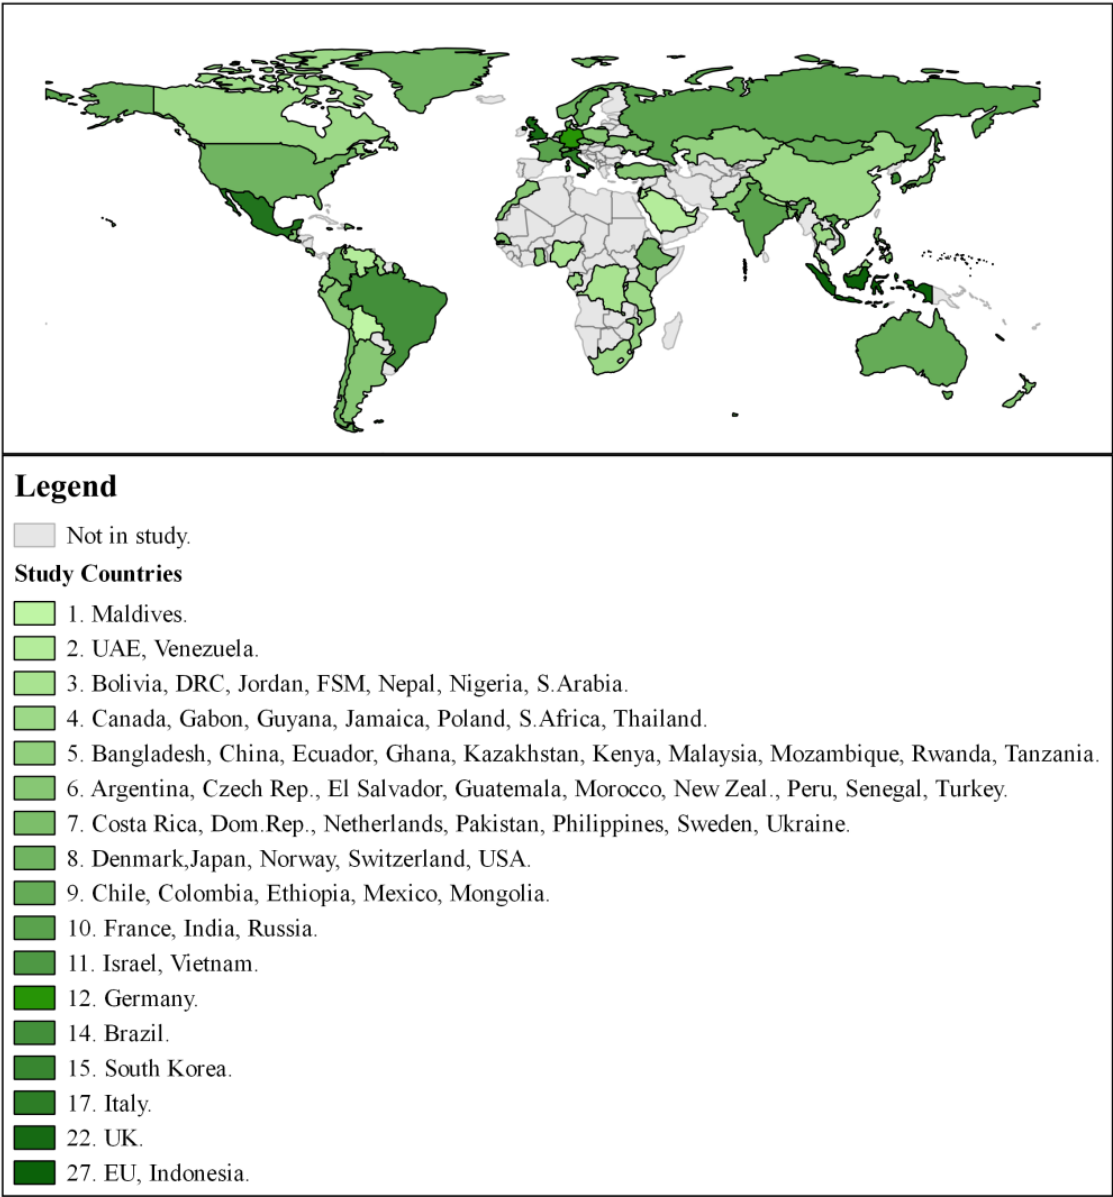 Legend
Not in study.
Study Countries
1. Maldives.
2. UAE, Venezuela.
3. Bolivia, DRC, Jordan, FSM, Nepal, Nigeria, S.Arabia.
4. Canada, Gabon, Guyana, Jamaica, Poland, S.Africa, Thailand.
5. Bangladesh, China, Ecuador, Ghana, Kazakhstan, Kenya, Malaysia, Mozambique, Rwanda, Tanzania.
6. Argentina, Czech Rep., El Salvador, Guatemala, Morocco, New Zeal., Peru, Senegal, Turkey.
7. Costa Rica, Dom.Rep., Netherlands, Pakistan, Philippines, Sweden, Ukraine.
8. Denmark,Japan, Norway, Switzerland, USA.
9. Chile, Colombia, Ethiopia, Mexico, Mongolia.
10. France, India, Russia.
11. Israel, Vietnam.
12. Germany.
14. Brazil.
15. South Korea.
17. Italy.
22. UK.
27. EU, Indonesia.